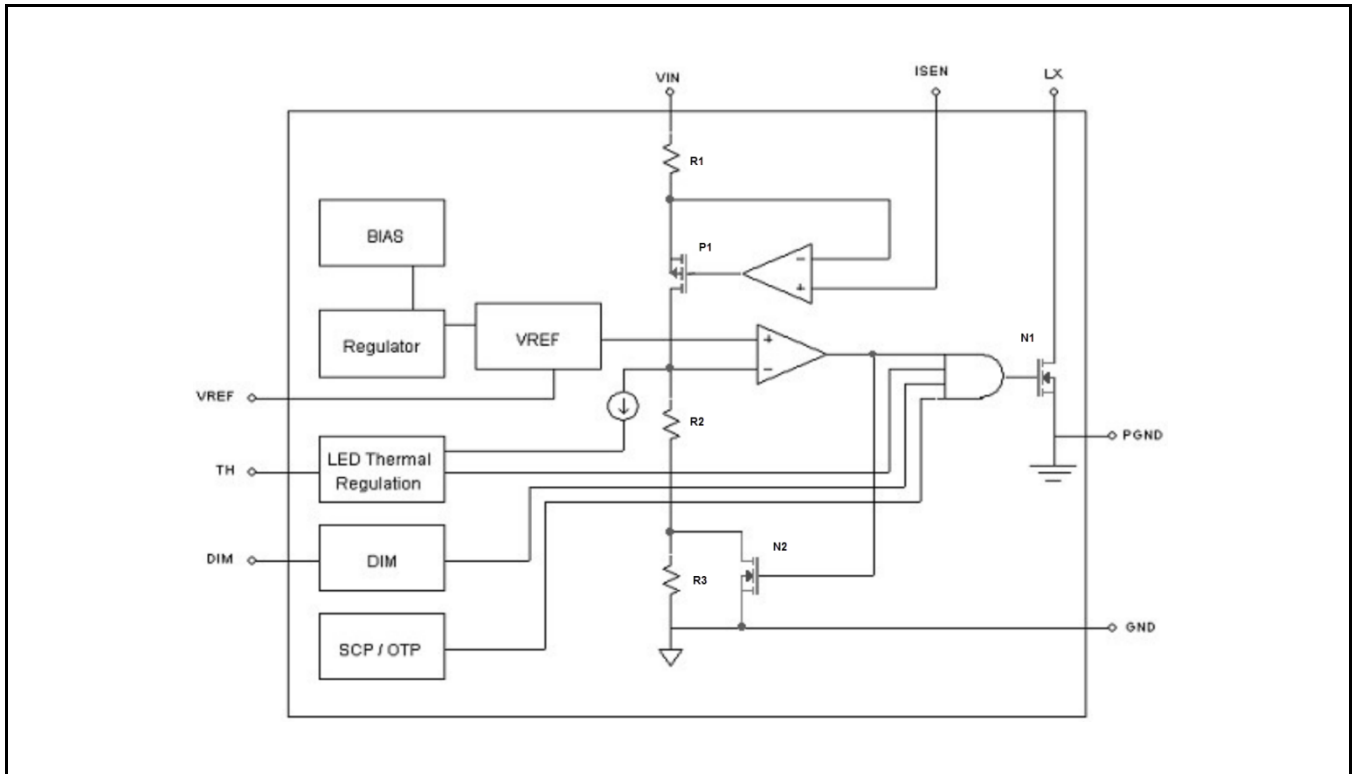 VIN
ISEN
LX
R1
BIAS
P1
-
+
Regulator
VREF
+
-
N1
VREF
R2
PGND
TH
LED Thermal
Regulation
DIM
DIM
N2
R3
GND
SCP / OTP